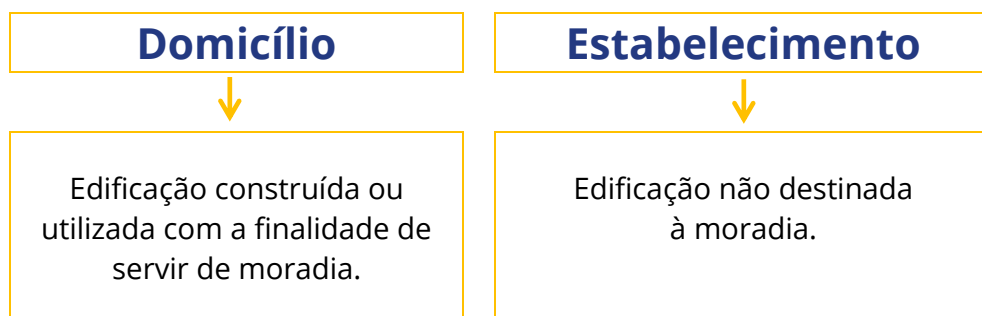 Domicílio
Edificação construída ou
utilizada com a finalidade de
servir de moradia.
Estabelecimento
Edificação não destinada
à moradia.